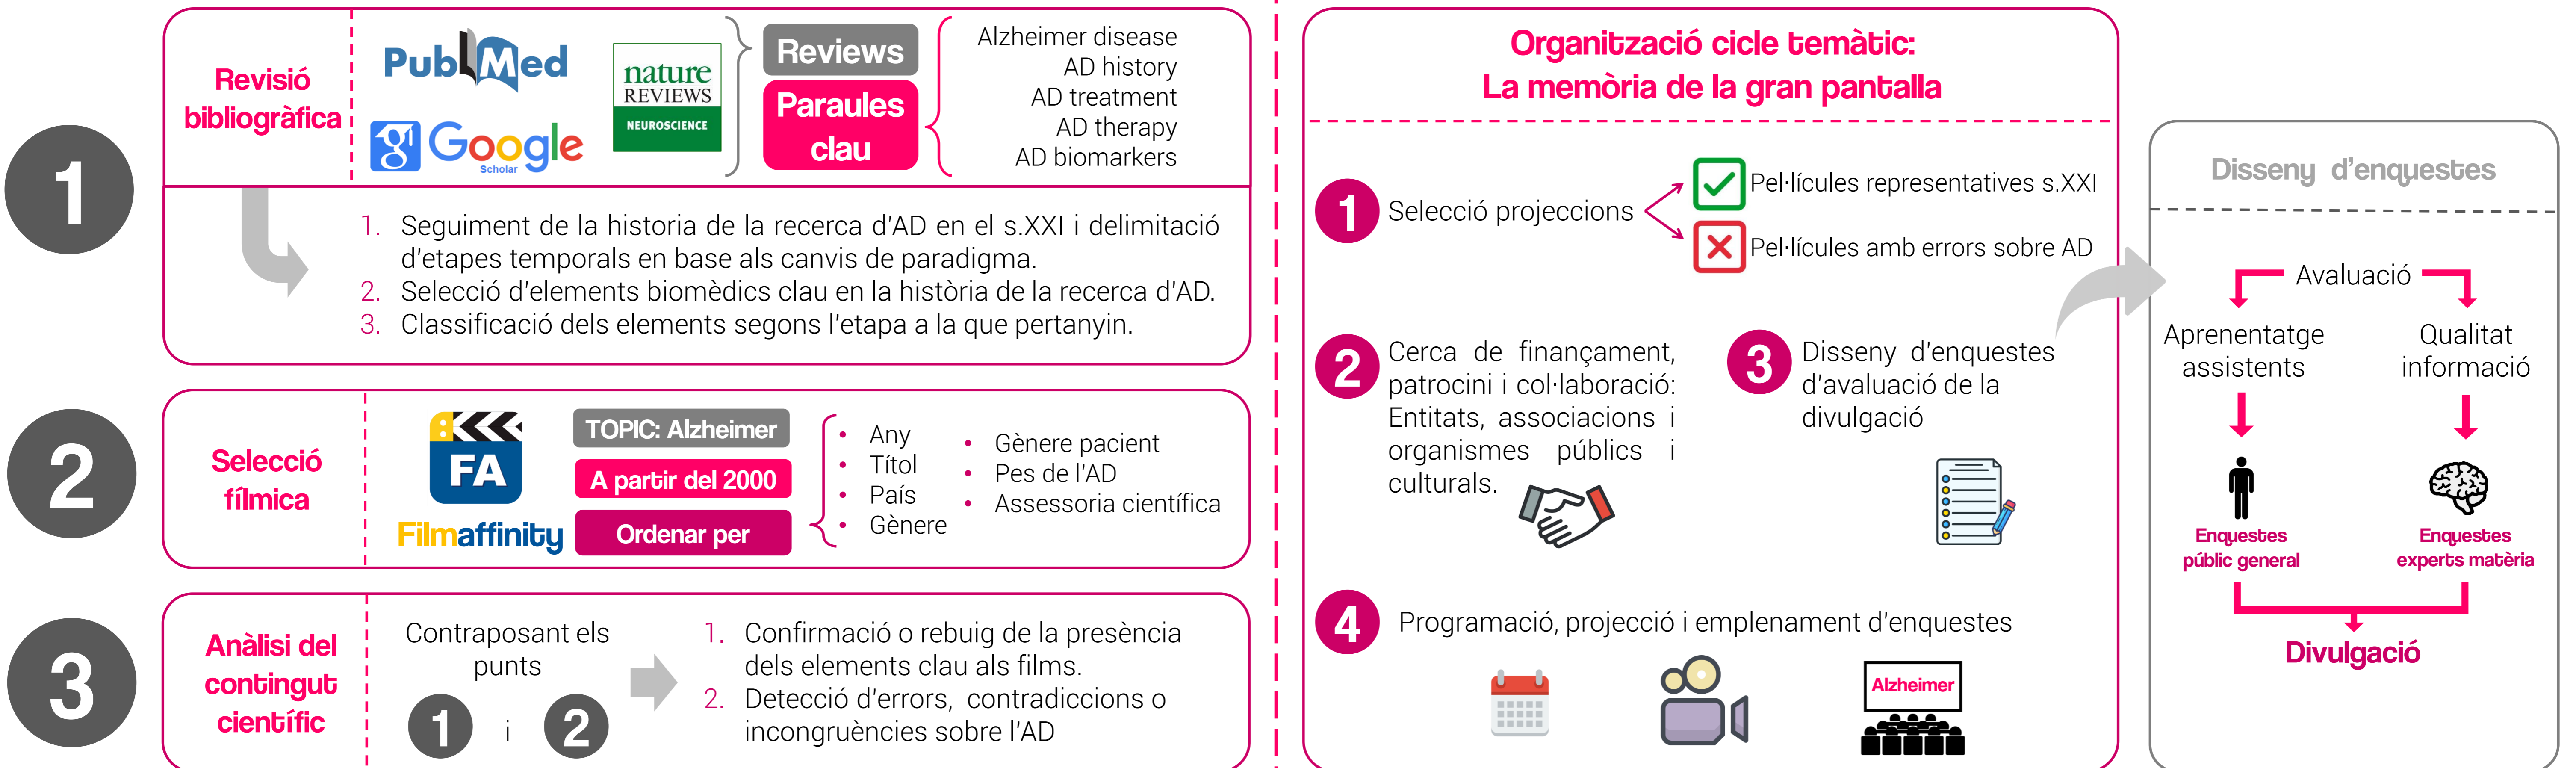 1
Revisió
bibliogràfica
PubMed
Google
Scholar
nature
REVIEWS
NEUROSCIENCE
Reviews
Paraules
clau
Alzheimer disease
AD history
AD treatment
AD therapy
AD biomarkers
1. Seguiment de la historia de la recerca d'AD en el s.XXI i delimitació
d'etapes temporals en base als canvis de paradigma.
2. Selecció d'elements biomèdics clau en la història de la recerca d'AD.
3. Classificació dels elements segons l'etapa a la que pertanyin.
2
Selecció
fílmica
FA
Filmaffinity
TOPIC: Alzheimer
A partir del 2000
Ordenar per
• Any
• Títol
• País
• Gènere
• Gènere pacient
• Pes de l'AD
• Assessoria científica
3
Anàlisi del
contingut
científic
Contraposant els
punts
1 i 2
1. Confirmació o rebuig de la presència
dels elements clau als films.
2. Detecció d'errors, contradiccions o
incongruències sobre l'AD
Organització cicle temàtic:
La memòria de la gran pantalla
1 Selecció projeccions
Pel·lícules representatives s.XXI
Pel·lícules amb errors sobre AD
2 Cerca de finançament,
patrocini i col·laboració:
Entitats, associacions i
organismes públics i
culturals.
3 Disseny d'enquestes
d'avaluació de la
divulgació
4 Programació, projecció i emplenament d'enquestes
Alzheimer
Disseny d'enquestes
Avaluació
Aprenentatge
assistents
Qualitat
informació
Enquestes
públic general
Enquestes
experts matèria
Divulgació